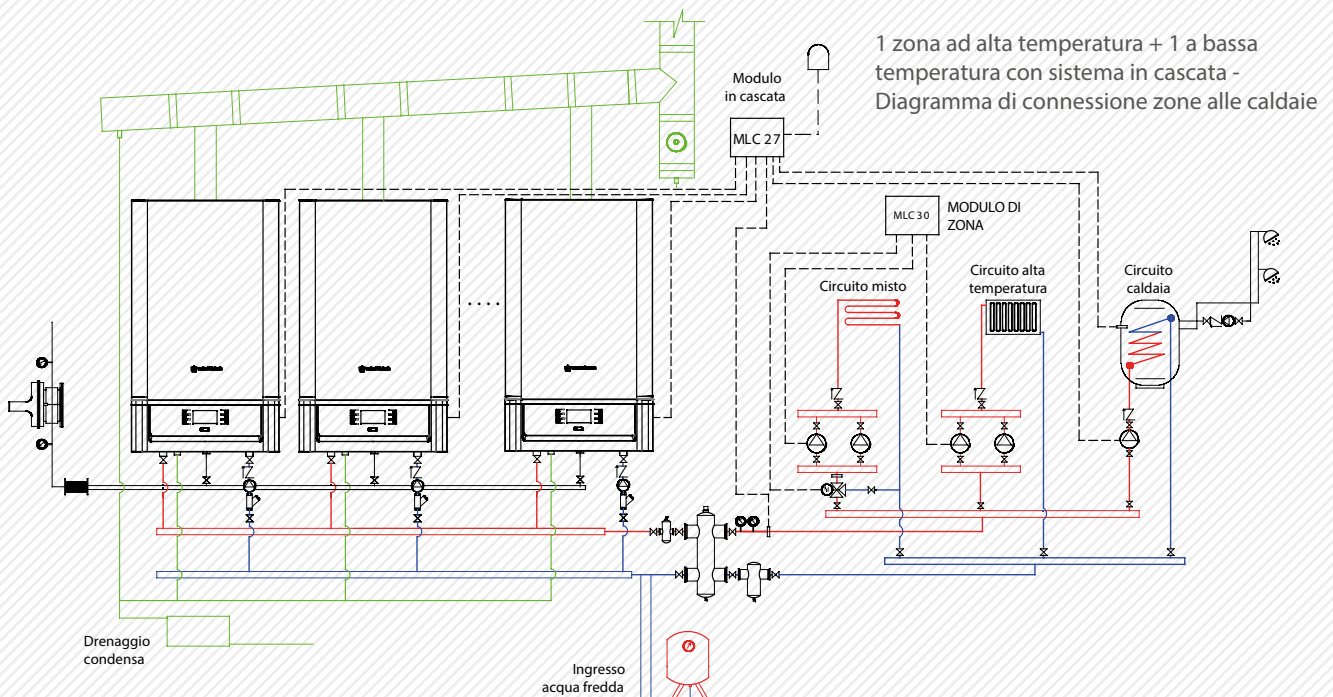 1 zona ad alta temperatura + 1 a bassa
temperatura con sistema in cascata -
Diagramma di connessione zone alle caldaie
Modulo
in cascata
MLC 27
MLC 30
MODULO DI
ZONA
Circuito misto
Circuito alta
temperatura
Circuito
caldaia
Drenaggio
condensa
Ingresso
acqua fredda